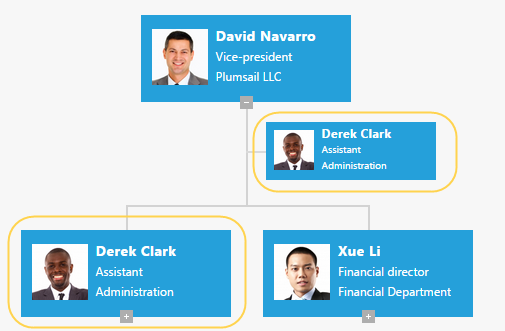 David Navarro
Vice-president
Plumsail LLC
Derek Clark
Assistant
Administration
Derek Clark
Assistant
Administration
Xue Li
Financial director
Financial Department